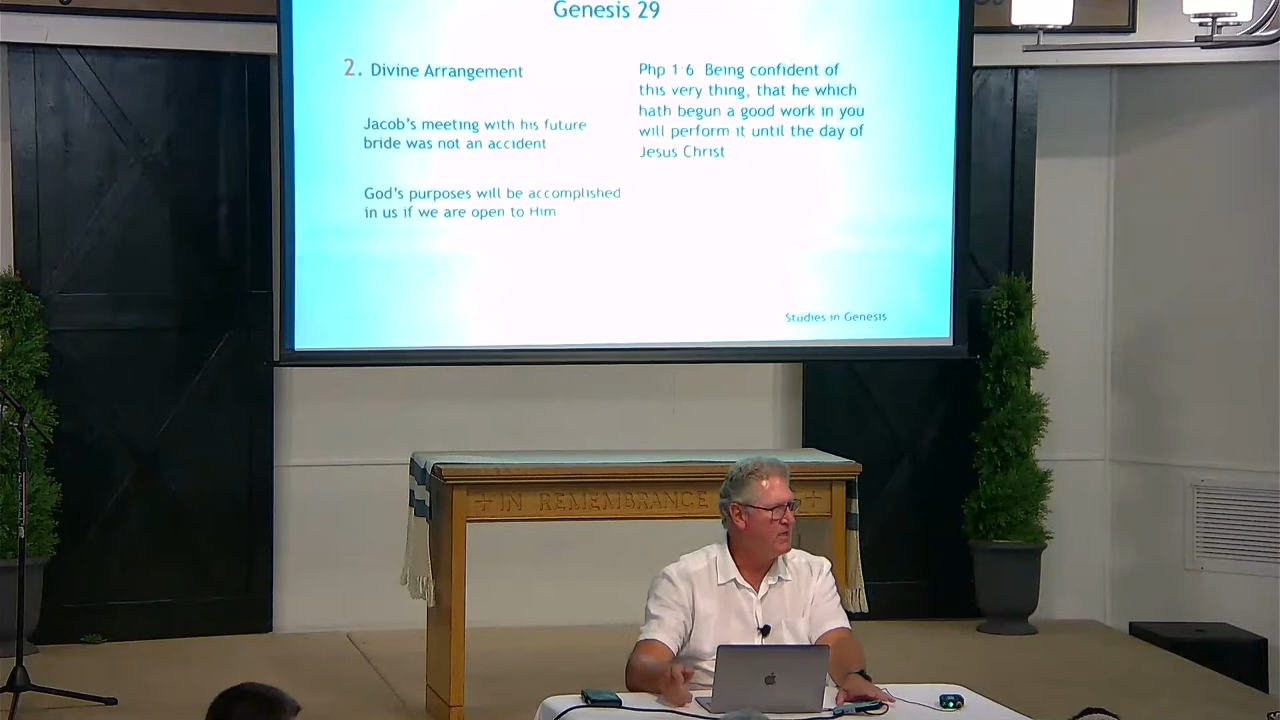 Genesis 29
2. Divine Arrangement
Jacob's meeting with his future
bride was not an accident
God's purposes will be accomplished
in us if we are open to Him
Php 1:6 Being confident of
this very thing, that he which
hath begun a good work in you
will perform it until the day of
Jesus Christ
Studies in Genesis
IN REMEMBRANCE